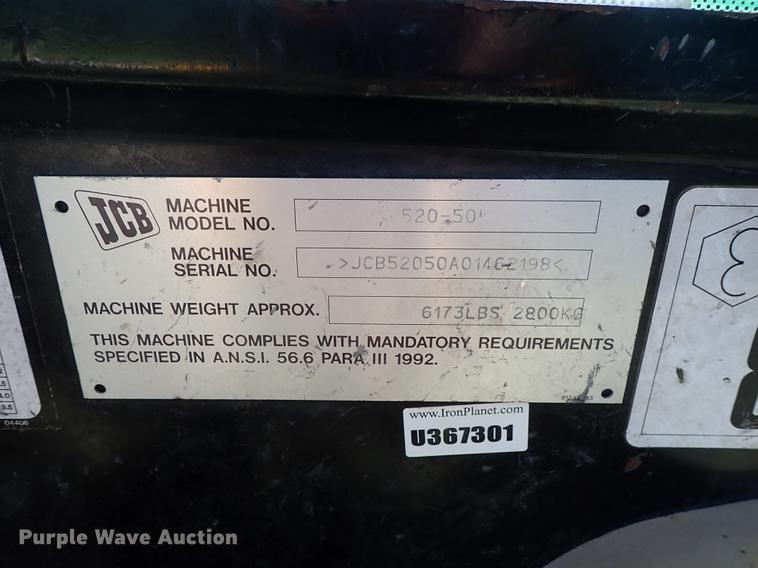 JCB
MACHINE
MODEL NO.
520-50
MACHINE
SERIAL NO.
>JCB52050A01462198<
MACHINE WEIGHT APPROX.
6173LBS 2800KG
THIS MACHINE COMPLIES WITH MANDATORY REQUIREMENTS
SPECIFIED IN A.N.S.I. 56.6 PARA III 1992.
www.IronPlanet.com
U367301
04406
Purple Wave Auction